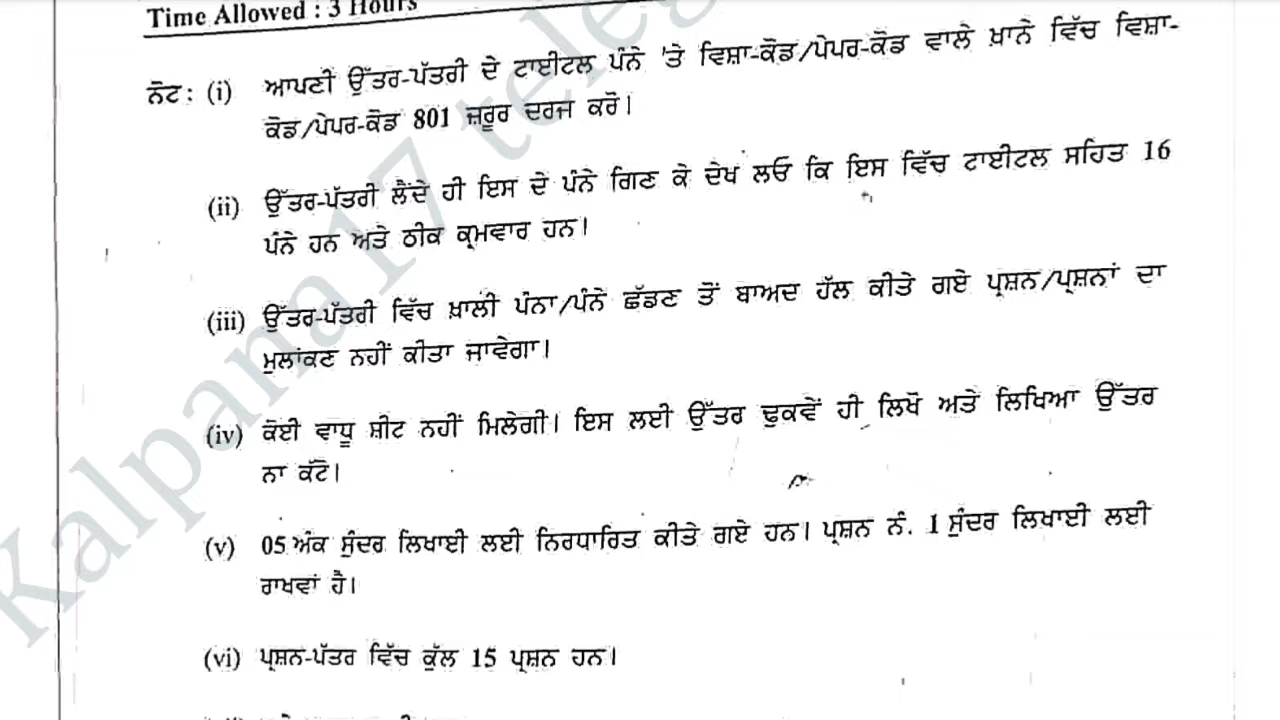 Time Allowed : 3 Hours
ਨੋਟ : (i) ਆਪਣੀ ਉੱਤਰ-ਪੱਤਰੀ ਦੇ ਟਾਈਟਲ ਪੰਨੇ 'ਤੇ ਵਿਸ਼ਾ-ਕੋਡ/ਪੇਪਰ-ਕੋਡ ਵਾਲੇ ਖ਼ਾਨੇ ਵਿੱਚ ਵਿਸ਼ਾ-
ਕੋਡ/ਪੇਪਰ-ਕੋਡ 801 ਜ਼ਰੂਰ ਦਰਜ ਕਰੋ।
(ii) ਉੱਤਰ-ਪੱਤਰੀ ਲੈਂਦੇ ਹੀ ਇਸ ਦੇ ਪੰਨੇ ਗਿਣ ਕੇ ਦੇਖ ਲਓ ਕਿ ਇਸ ਵਿੱਚ ਟਾਈਟਲ ਸਹਿਤ 16
ਪੰਨੇ ਹਨ ਅਤੇ ਠੀਕ ਕ੍ਰਮਵਾਰ ਹਨ।
(iii) ਉੱਤਰ-ਪੱਤਰੀ ਵਿੱਚ ਖ਼ਾਲੀ ਪੰਨਾ/ਪੰਨੇ ਛੱਡਣ ਤੋਂ ਬਾਅਦ ਹੱਲ ਕੀਤੇ ਗਏ ਪ੍ਰਸ਼ਨ/ਪ੍ਰਸ਼ਨਾਂ ਦਾ
ਮੁਲਾਂਕਣ ਨਹੀਂ ਕੀਤਾ ਜਾਵੇਗਾ।
(iv) ਕੋਈ ਵਾਧੂ ਸ਼ੀਟ ਨਹੀਂ ਮਿਲੇਗੀ। ਇਸ ਲਈ ਉੱਤਰ ਢੁਕਵੇਂ ਹੀ ਲਿਖੋ ਅਤੇ ਲਿਖਿਆ ਉੱਤਰ
ਨਾ ਕੱਟੋ।
(v) 05 ਅੰਕ ਸੁੰਦਰ ਲਿਖਾਈ ਲਈ ਨਿਰਧਾਰਿਤ ਕੀਤੇ ਗਏ ਹਨ। ਪ੍ਰਸ਼ਨ ਨੰ. 1 ਸੁੰਦਰ ਲਿਖਾਈ ਲਈ
ਰਾਖਵਾਂ ਹੈ।
(vi) ਪ੍ਰਸ਼ਨ-ਪੱਤਰ ਵਿੱਚ ਕੁੱਲ 15 ਪ੍ਰਸ਼ਨ ਹਨ।
Kalpana17 teleg